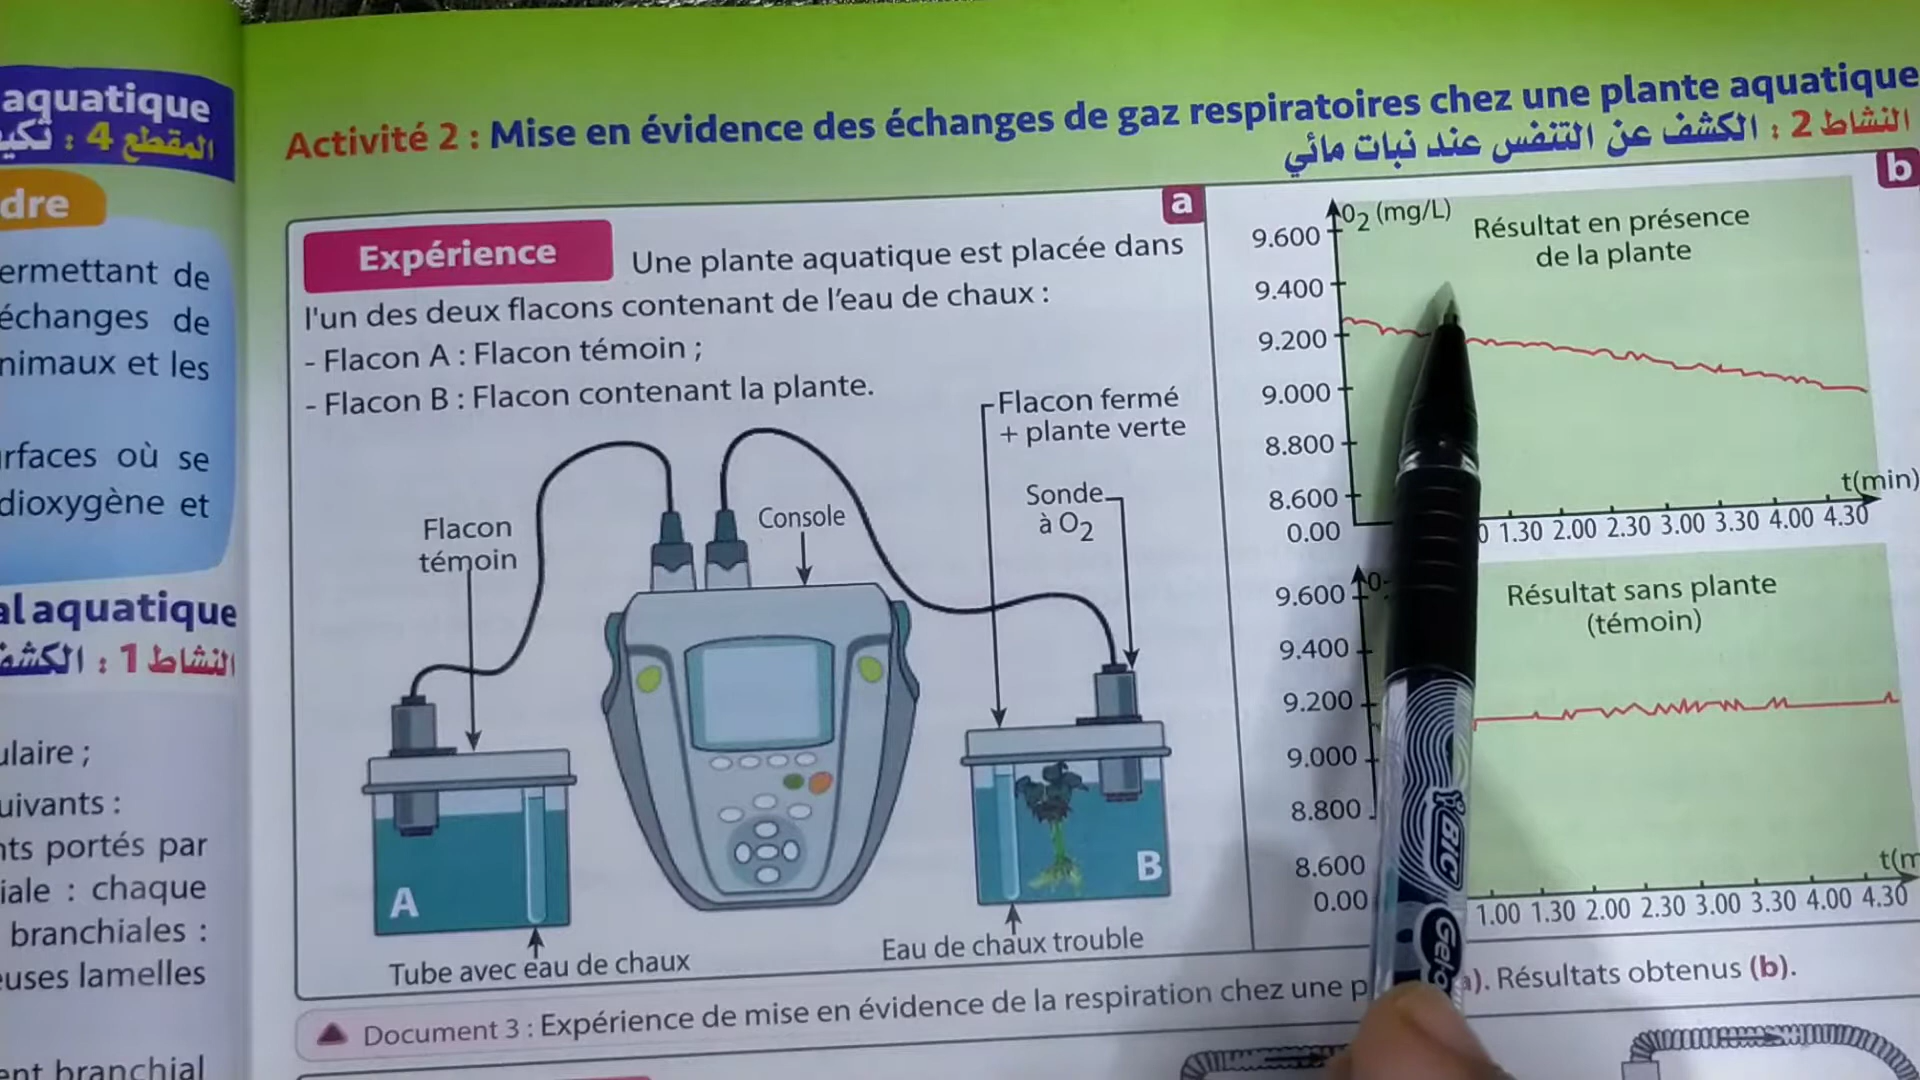 aquatique
المقطع 4 :
dre
ermettant de
échanges de
nimaux et les
rfaces où se
dioxygène et
al aquatique
النشاط 1 : الكشف
ulaire ;
uivants :
nts portés par
iale : chaque
branchiales :
euses lamelles
ent branchial
Activité 2 : Mise en évidence des échanges de gaz respiratoires chez une plante aquatique
النشاط 2 : الكشف عن التنفس عند نبات مائي
a
Expérience Une plante aquatique est placée dans
l'un des deux flacons contenant de l'eau de chaux :
- Flacon A : Flacon témoin ;
- Flacon B : Flacon contenant la plante.
Flacon fermé
+ plante verte
Sonde
à O2
Console
Flacon
témoin
A
B
Tube avec eau de chaux
Eau de chaux trouble
b
O2 (mg/L)
Résultat en présence
de la plante
9.600
9.400
9.200
9.000
8.800
8.600
0.00
t(min)
0 1.30 2.00 2.30 3.00 3.30 4.00 4.30
Résultat sans plante
(témoin)
9.600
9.400
9.200
9.000
8.800
8.600
0.00
t(m
1.00 1.30 2.00 2.30 3.00 3.30 4.00 4.30
BIC
Gelo
Document 3 : Expérience de mise en évidence de la respiration chez une p a). Résultats obtenus (b).